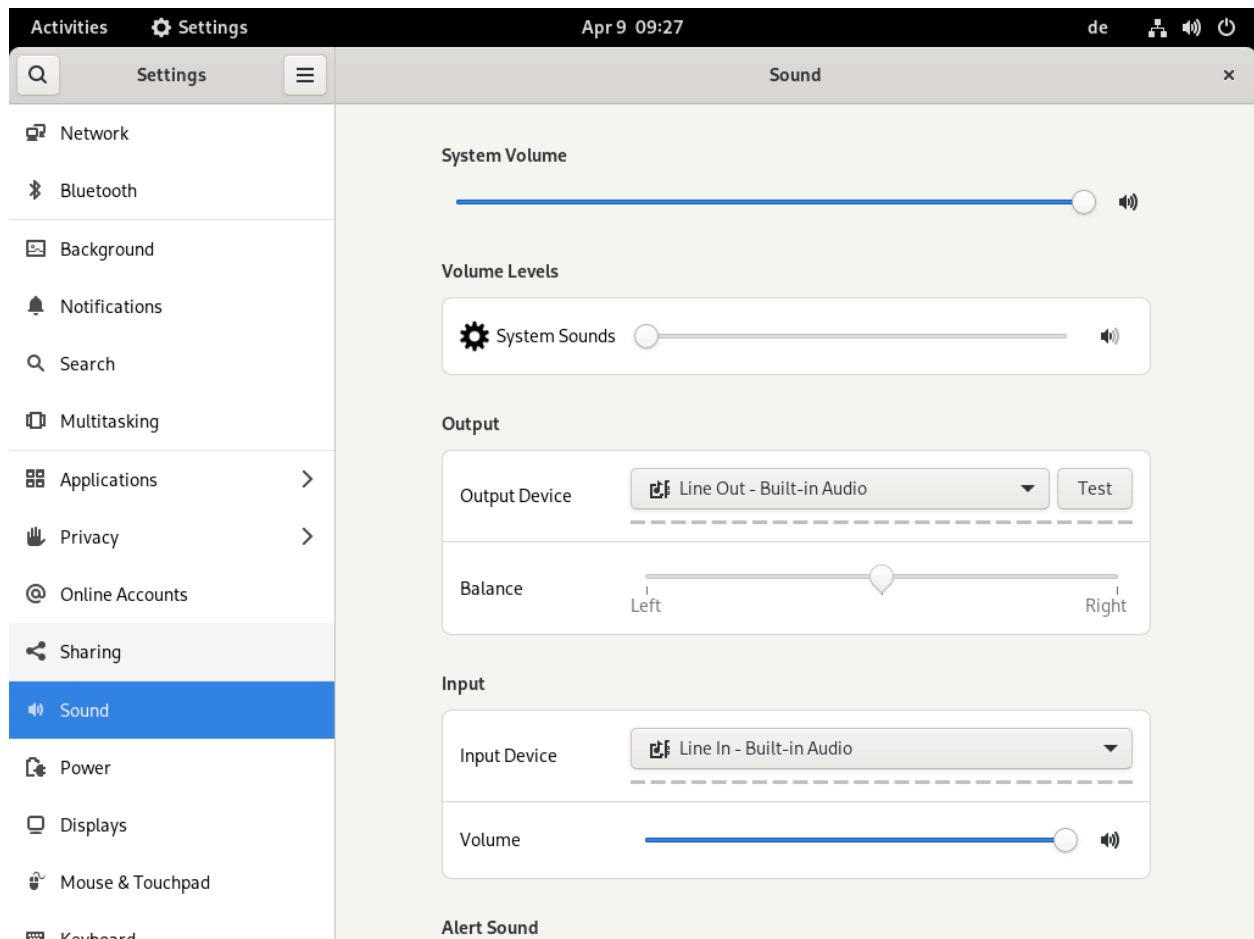 Activities Settings Apr 9 09:27 de
Settings Sound
Network
Bluetooth
Background
Notifications
Search
Multitasking
Applications
Privacy
Online Accounts
Sharing
Sound
Power
Displays
Mouse & Touchpad
Keyboard
System Volume
Volume Levels
System Sounds
Output
Output Device Line Out - Built-in Audio Test
Balance
Left Right
Input
Input Device Line In - Built-in Audio
Volume
Alert Sound